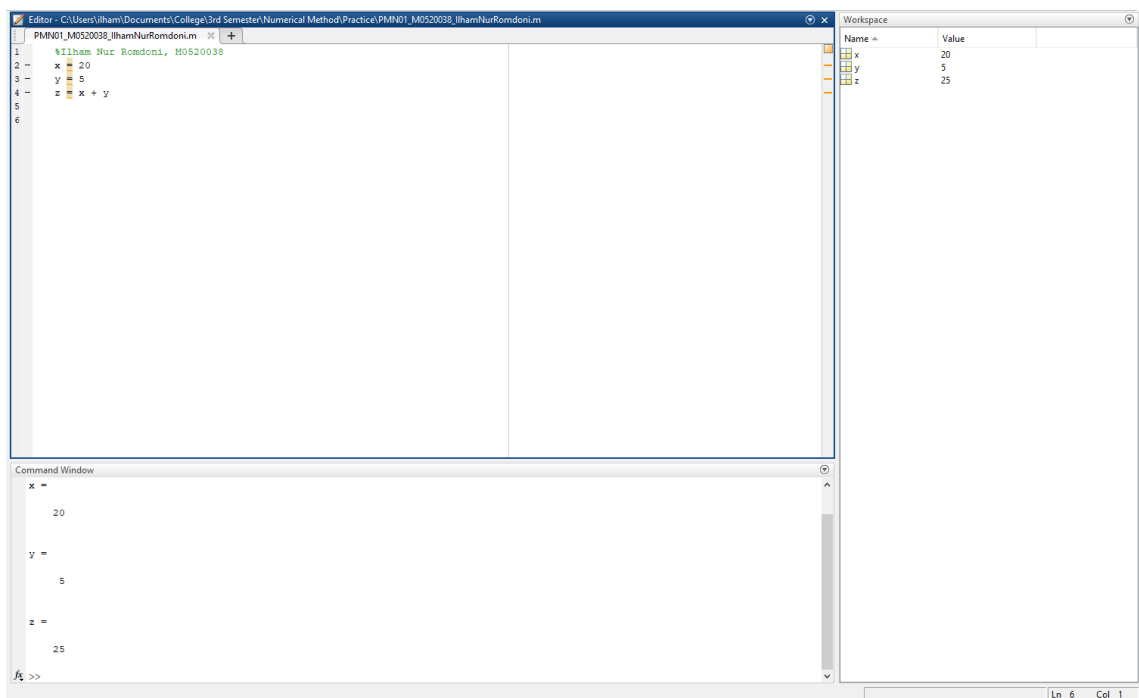 Editor - C:\Users\ilham\Documents\College\3rd Semester\Numerical Method\Practice\PMN01_M0520038_IlhamNurRomdoni.m
PMN01_M0520038_IlhamNurRomdoni.m +
1 %Ilham Nur Romdoni, M0520038
2 - x = 20
3 - y = 5
4 - z = x + y
5
6
Command Window
x =
20
y =
5
z =
25
fx >>
Workspace
Name Value
x 20
y 5
z 25
Ln 6 Col 1